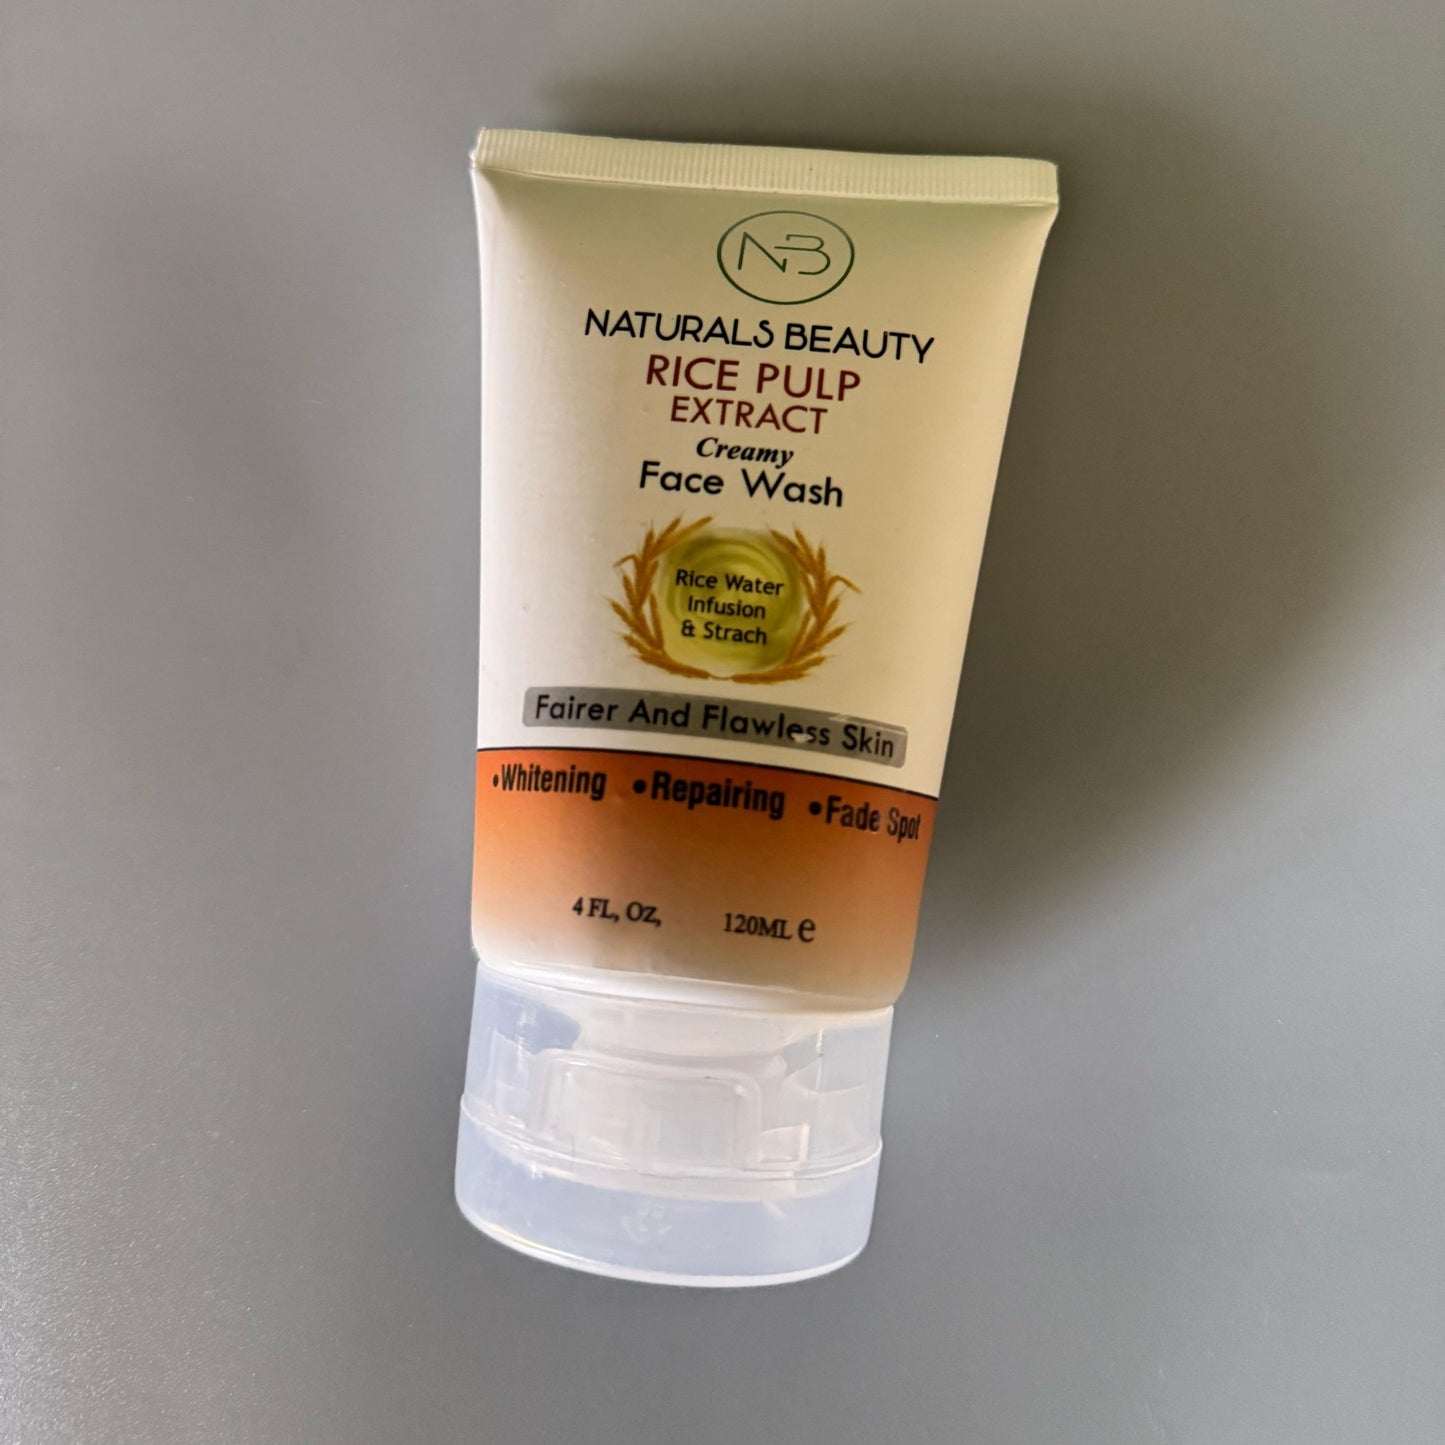 NB
NATURALS BEAUTY
RICE PULP
EXTRACT
Creamy
Face Wash
Rice Water
Infusion
& Strach
Fairer And Flawless Skin
•Whitening •Repairing •Fade Spot
4 FL, OZ, 120ML e